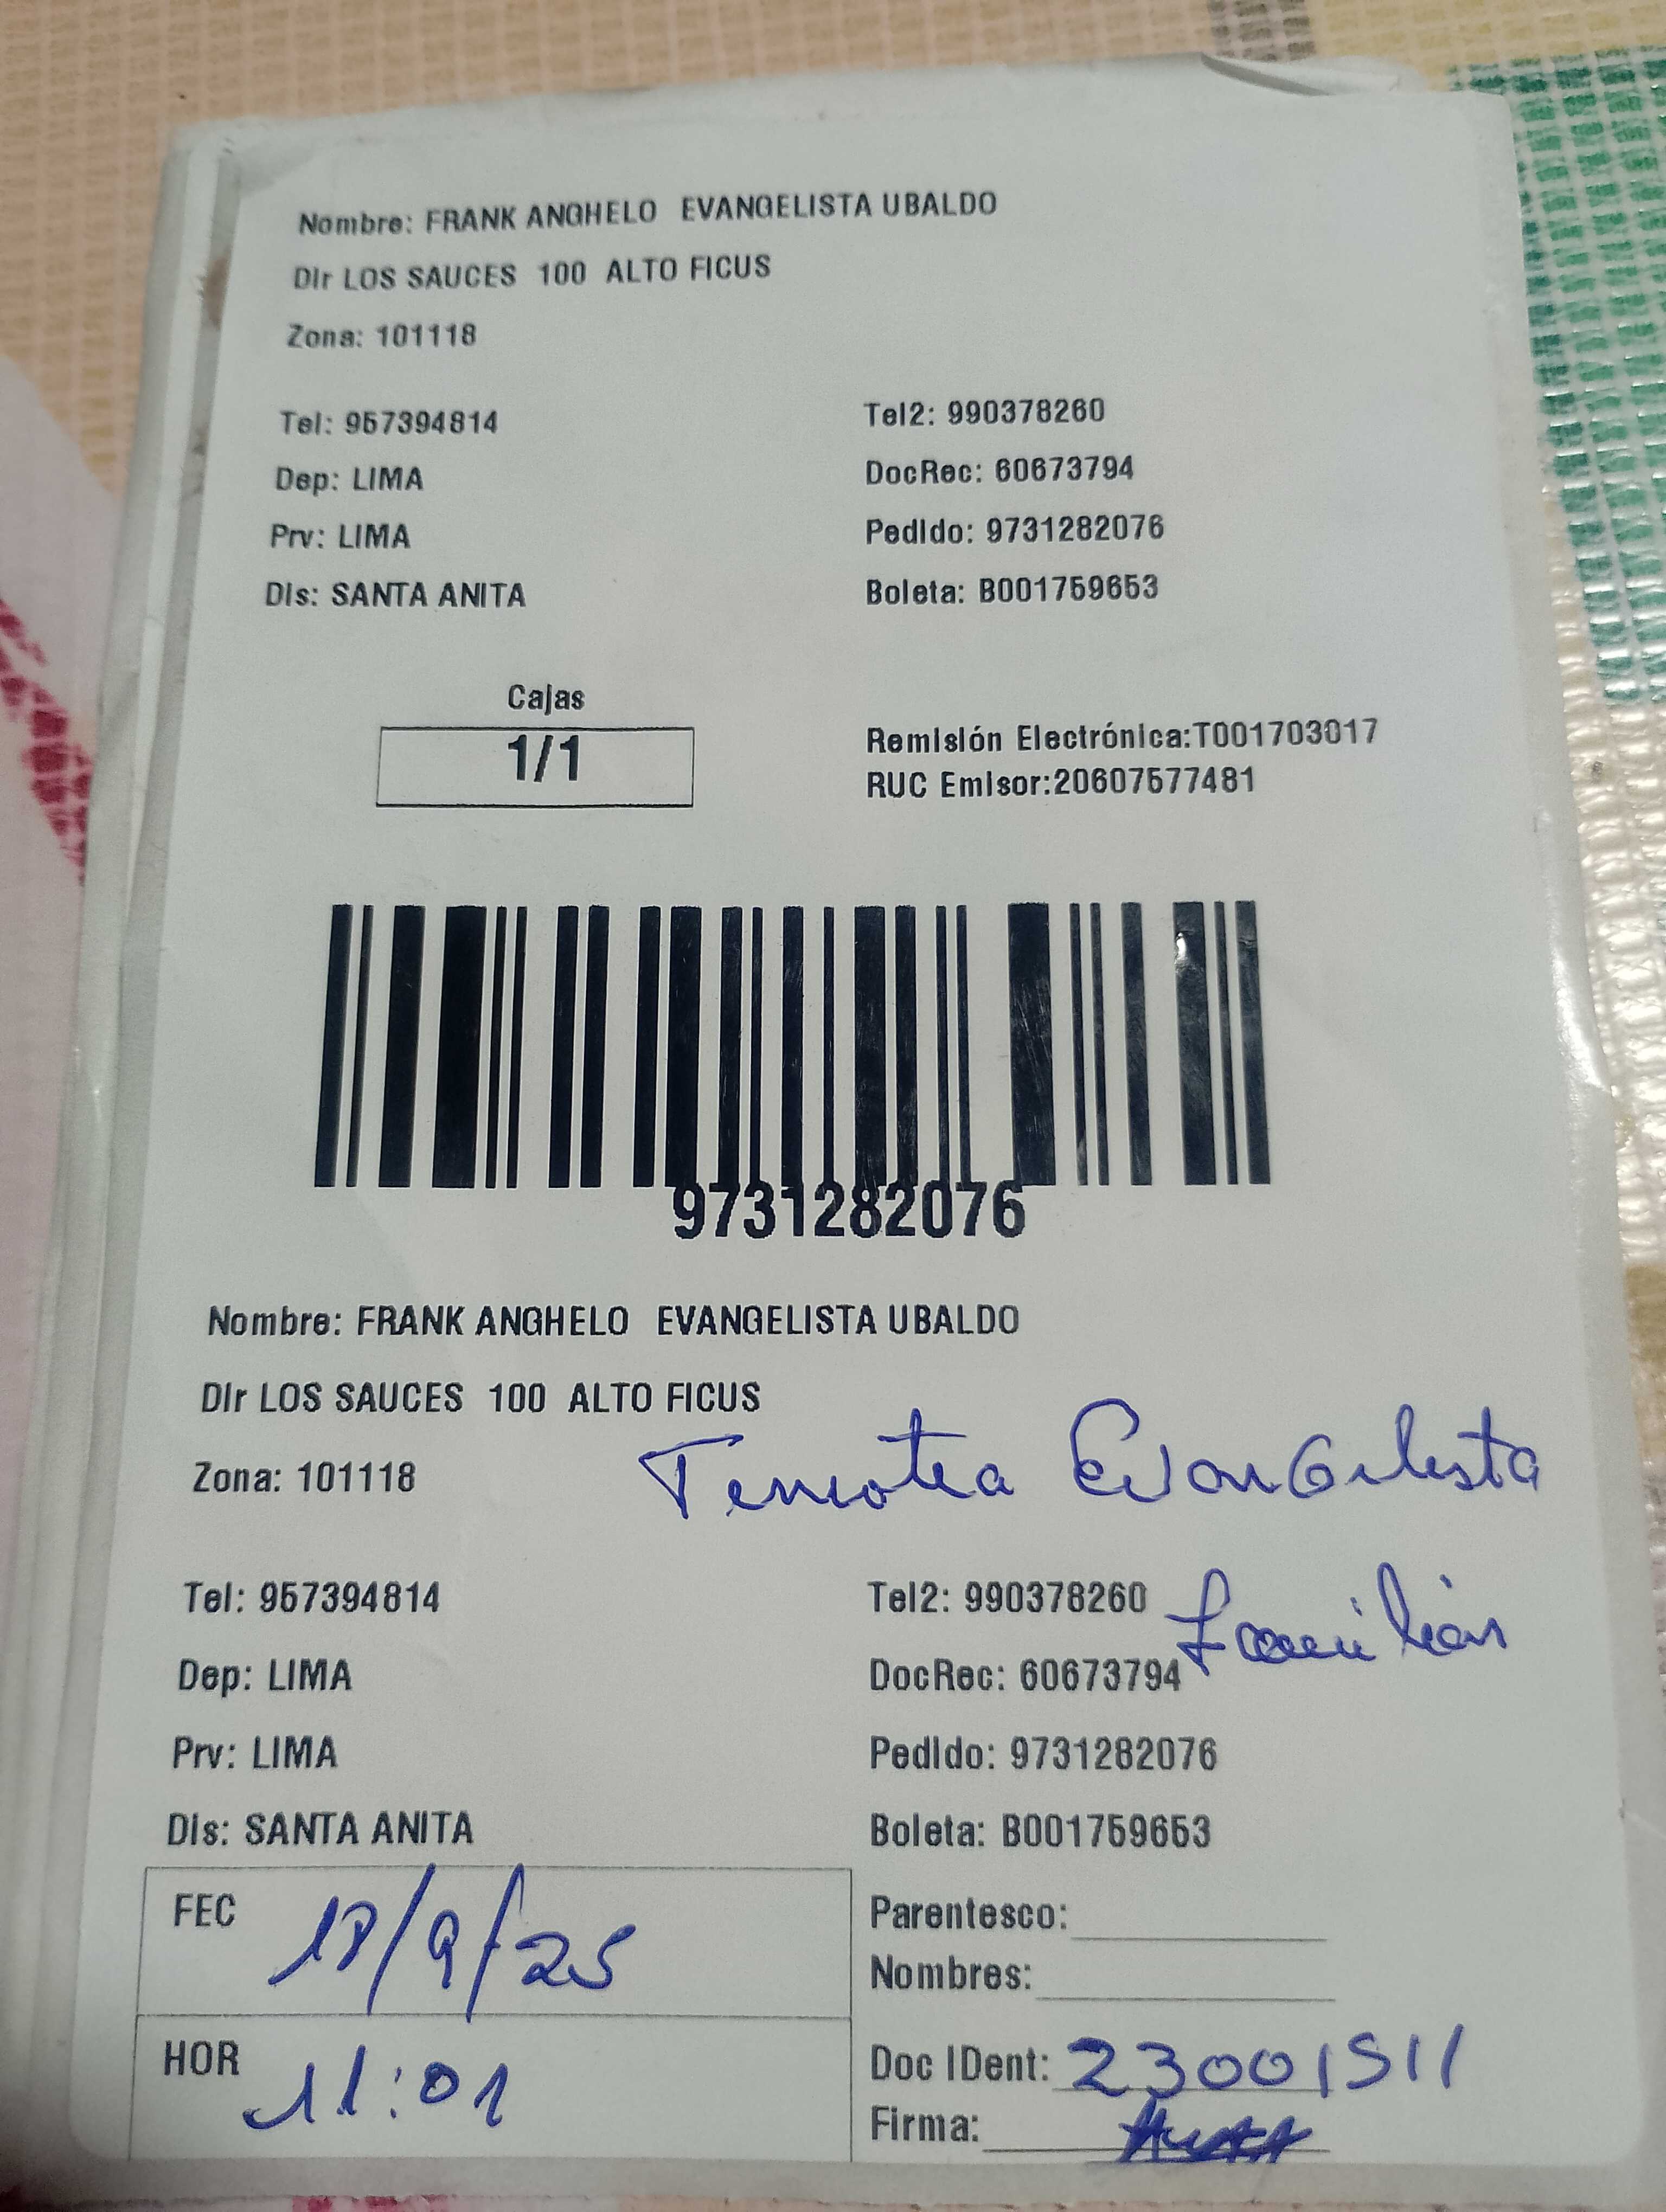 Nombre: FRANK ANGHELO EVANGELISTA UBALDO
Dir LOS SAUCES 100 ALTO FICUS
Zona: 101118
Tel: 957394814 Tel2: 990378260
Dep: LIMA DocRec: 60673794
Prv: LIMA Pedido: 9731282076
Dis: SANTA ANITA Boleta: B001759653
Cajas
1/1
Remisión Electrónica:T001703017
RUC Emisor:20607577481
9731282076
Nombre: FRANK ANGHELO EVANGELISTA UBALDO
Dir LOS SAUCES 100 ALTO FICUS
Zona: 101118 Evangelista
Tel: 957394814 Tel2: 990378260 familiar
Dep: LIMA DocRec: 60673794
Prv: LIMA Pedido: 9731282076
Dis: SANTA ANITA Boleta: B001759653
FEC 18/9/25
Parentesco:
Nombres:
HOR 11:01
Doc IDent: 23001511
Firma: